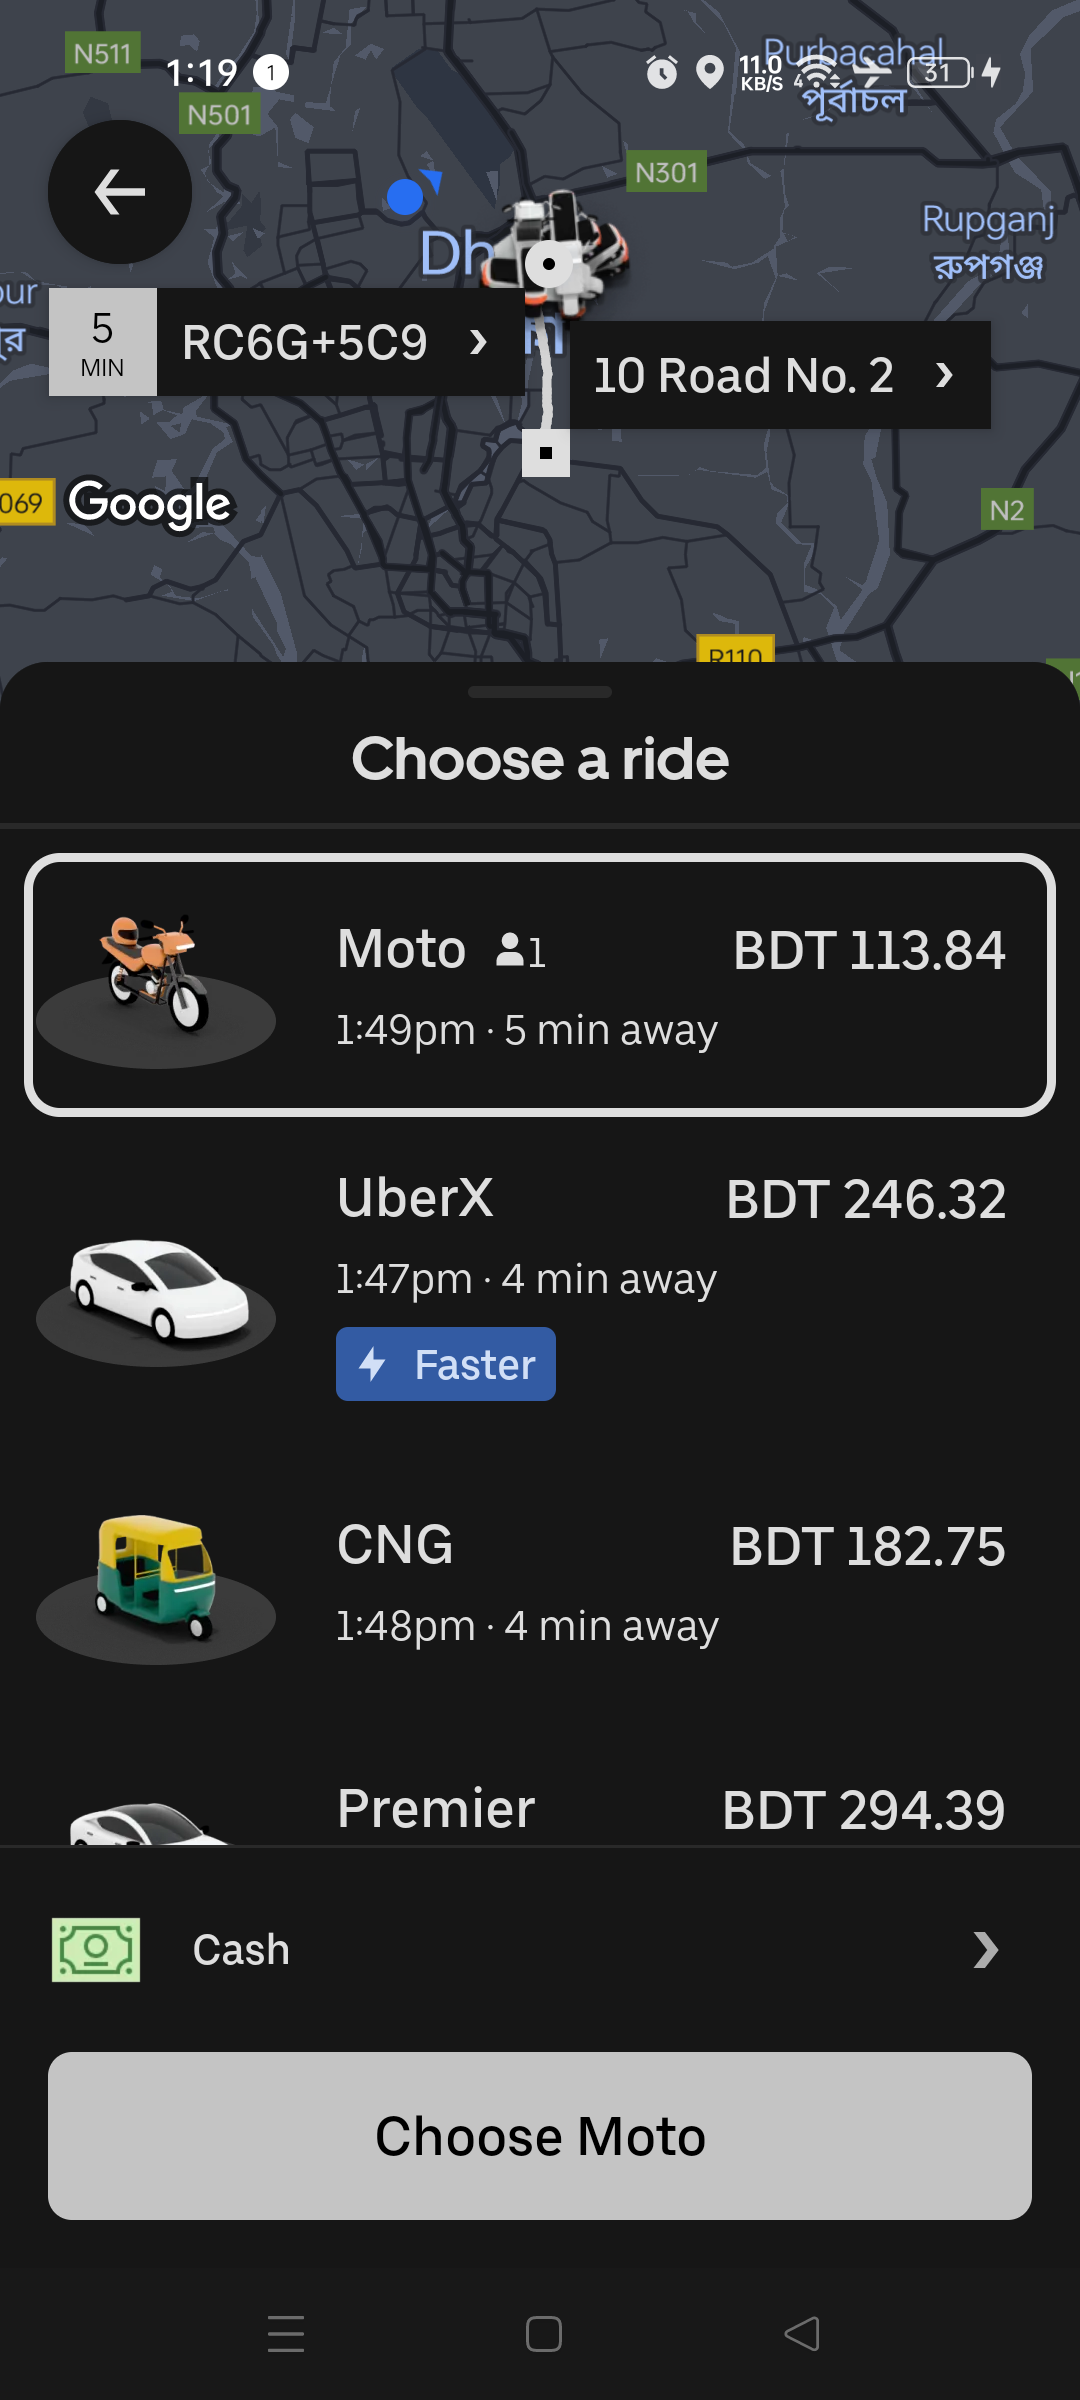 N511
1:19 1
11.0
KB/S
4
31
Purbacahal
পূর্বাচল
N501
N301
Rupganj
রূপগঞ্জ
Dh
5
MIN
RC6G+5C9
10 Road No. 2
Google
069
N2
R110
Choose a ride
Moto 1 BDT 113.84
1:49pm · 5 min away
UberX BDT 246.32
1:47pm · 4 min away
Faster
CNG BDT 182.75
1:48pm · 4 min away
Premier BDT 294.39
Cash
Choose Moto